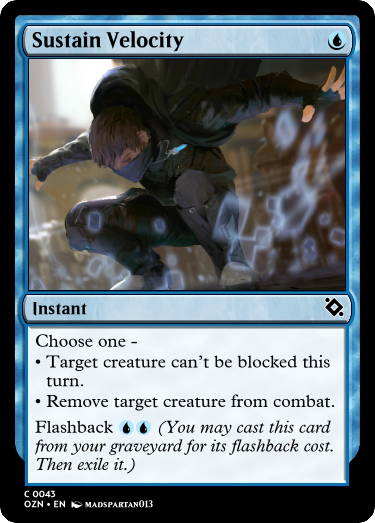 Sustain Velocity
Instant
Choose one -
• Target creature can't be blocked this
turn.
• Remove target creature from combat.
Flashback (You may cast this card
from your graveyard for its flashback cost.
Then exile it.)
C 0043
OZN • EN MADSPARTAN013